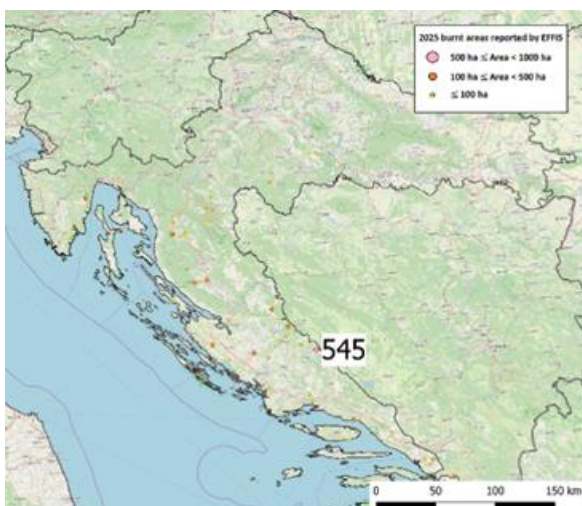 2025 burnt areas reported by EFFIS
500 ha ≤ Area < 1000 ha
100 ha ≤ Area < 500 ha
≤ 100 ha
545
0 50 100 150 km